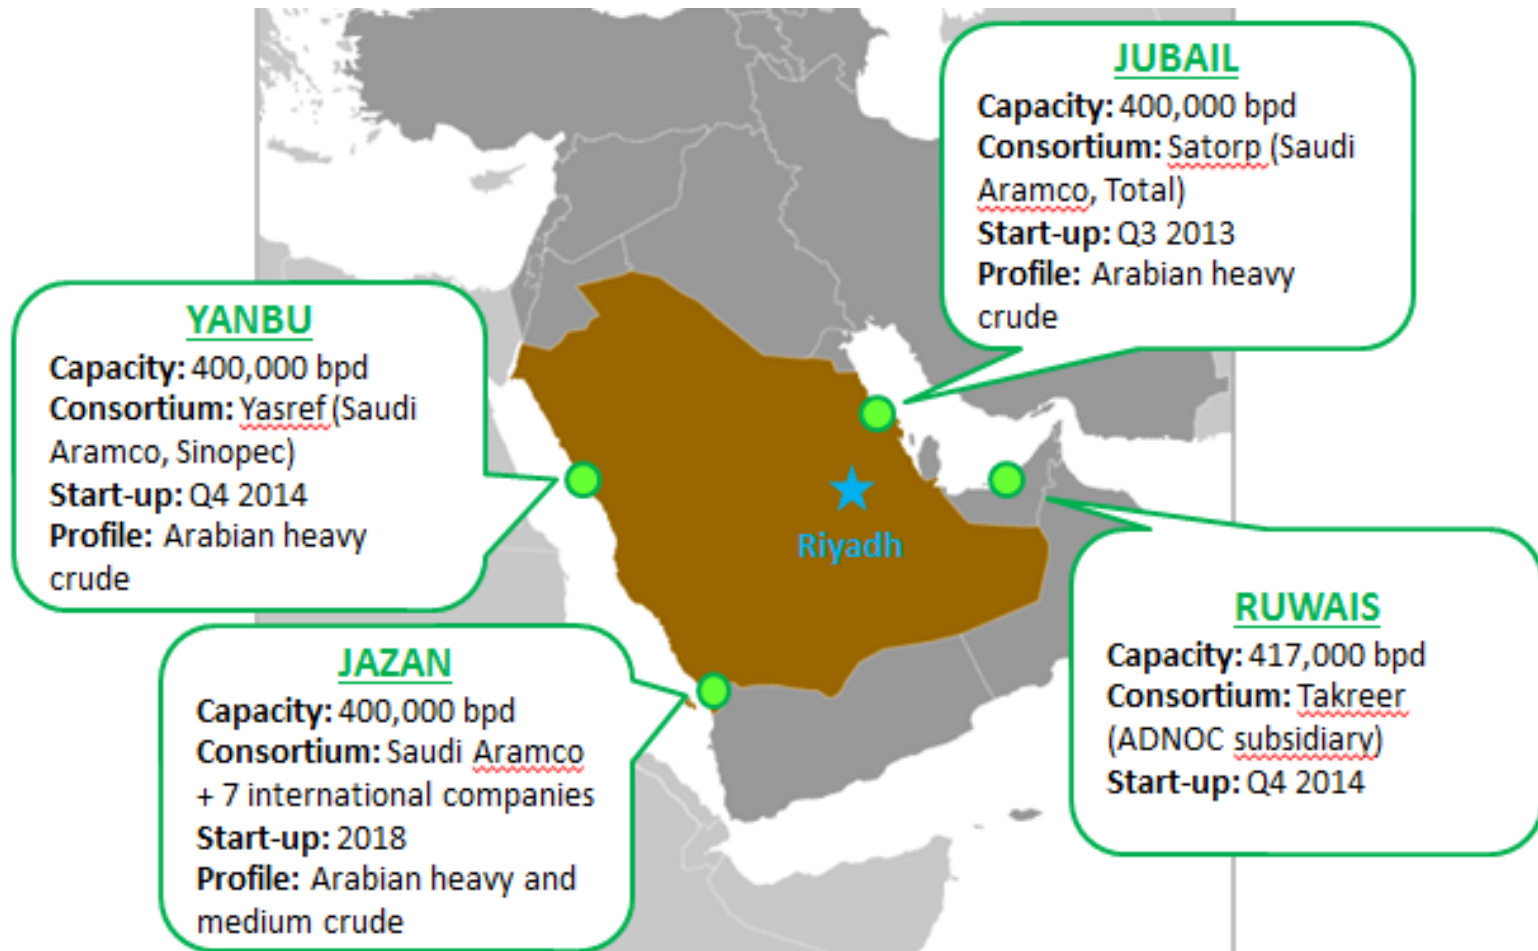 JUBAIL
Capacity: 400,000 bpd
Consortium: Satorp (Saudi
Aramco, Total)
Start-up: Q3 2013
Profile: Arabian heavy
crude
YANBU
Capacity: 400,000 bpd
Consortium: Yasref (Saudi
Aramco, Sinopec)
Start-up: Q4 2014
Profile: Arabian heavy
crude
Riyadh
JAZAN
Capacity: 400,000 bpd
Consortium: Saudi Aramco
+ 7 international companies
Start-up: 2018
Profile: Arabian heavy and
medium crude
RUWAIS
Capacity: 417,000 bpd
Consortium: Takreer
(ADNOC subsidiary)
Start-up: Q4 2014